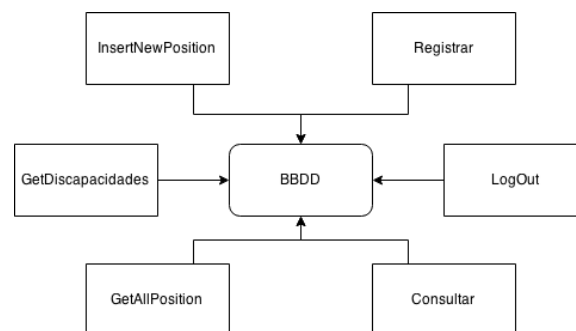 InsertNewPosition
Registrar
GetDiscapacidades
BBDD
LogOut
GetAllPosition
Consultar